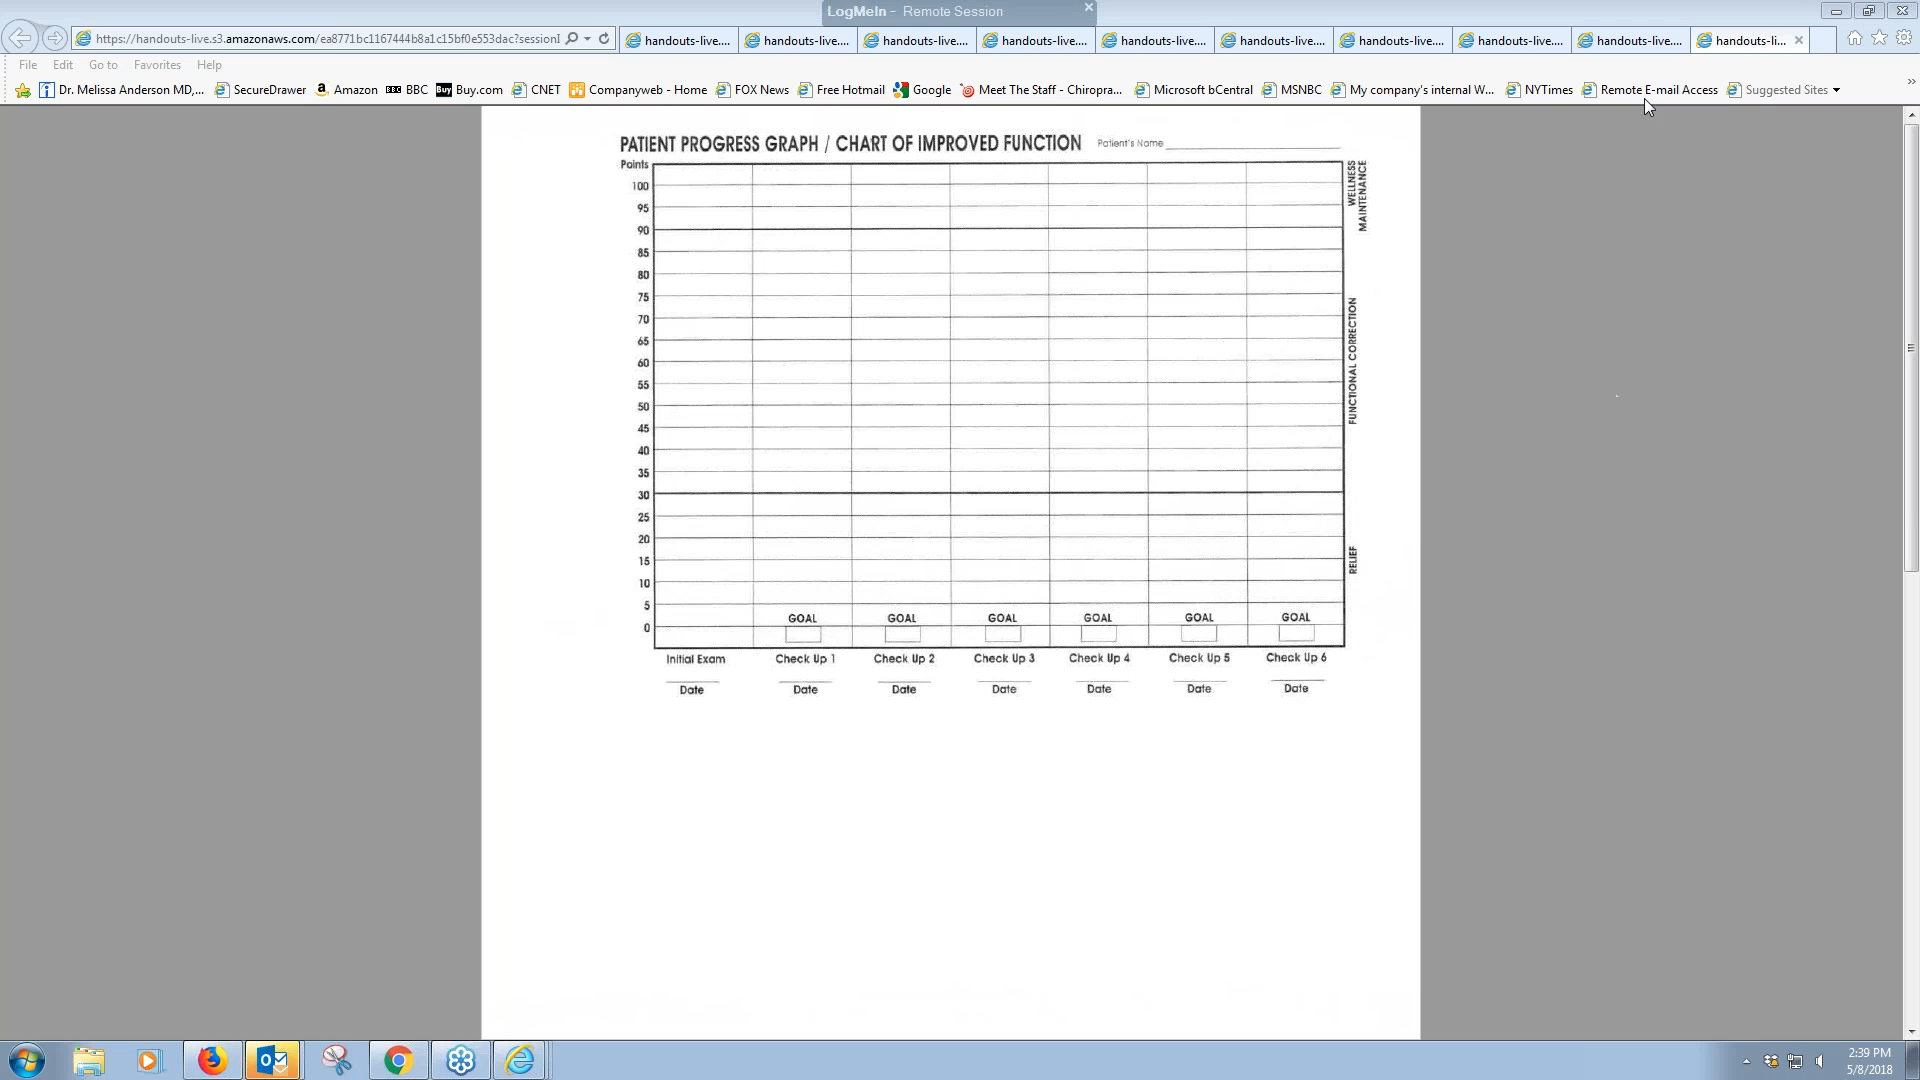 LogMeIn - Remote Session
https://handouts-live.s3.amazonaws.com/ea8771bc1167444b8a1c15bf0e553dac?sessionI
handouts-live.... handouts-live.... handouts-live.... handouts-live.... handouts-live.... handouts-live.... handouts-live.... handouts-live.... handouts-live.... handouts-li...
File Edit Go to Favorites Help
Dr. Melissa Anderson MD,... SecureDrawer Amazon BBC BBC Buy Buy.com CNET Companyweb - Home FOX News Free Hotmail Google Meet The Staff - Chiropra... Microsoft bCentral MSNBC My company's internal W... NYTimes Remote E-mail Access Suggested Sites
PATIENT PROGRESS GRAPH / CHART OF IMPROVED FUNCTION Patient's Name
Points
100
95
90
85
80
75
70
65
60
55
50
45
40
35
30
25
20
15
10
5
0
WELLNESS
MAINTENANCE
FUNCTIONAL CORRECTION
RELIEF
GOAL GOAL GOAL GOAL GOAL GOAL
Initial Exam Check Up 1 Check Up 2 Check Up 3 Check Up 4 Check Up 5 Check Up 6
Date Date Date Date Date Date Date
2:39 PM
5/8/2018